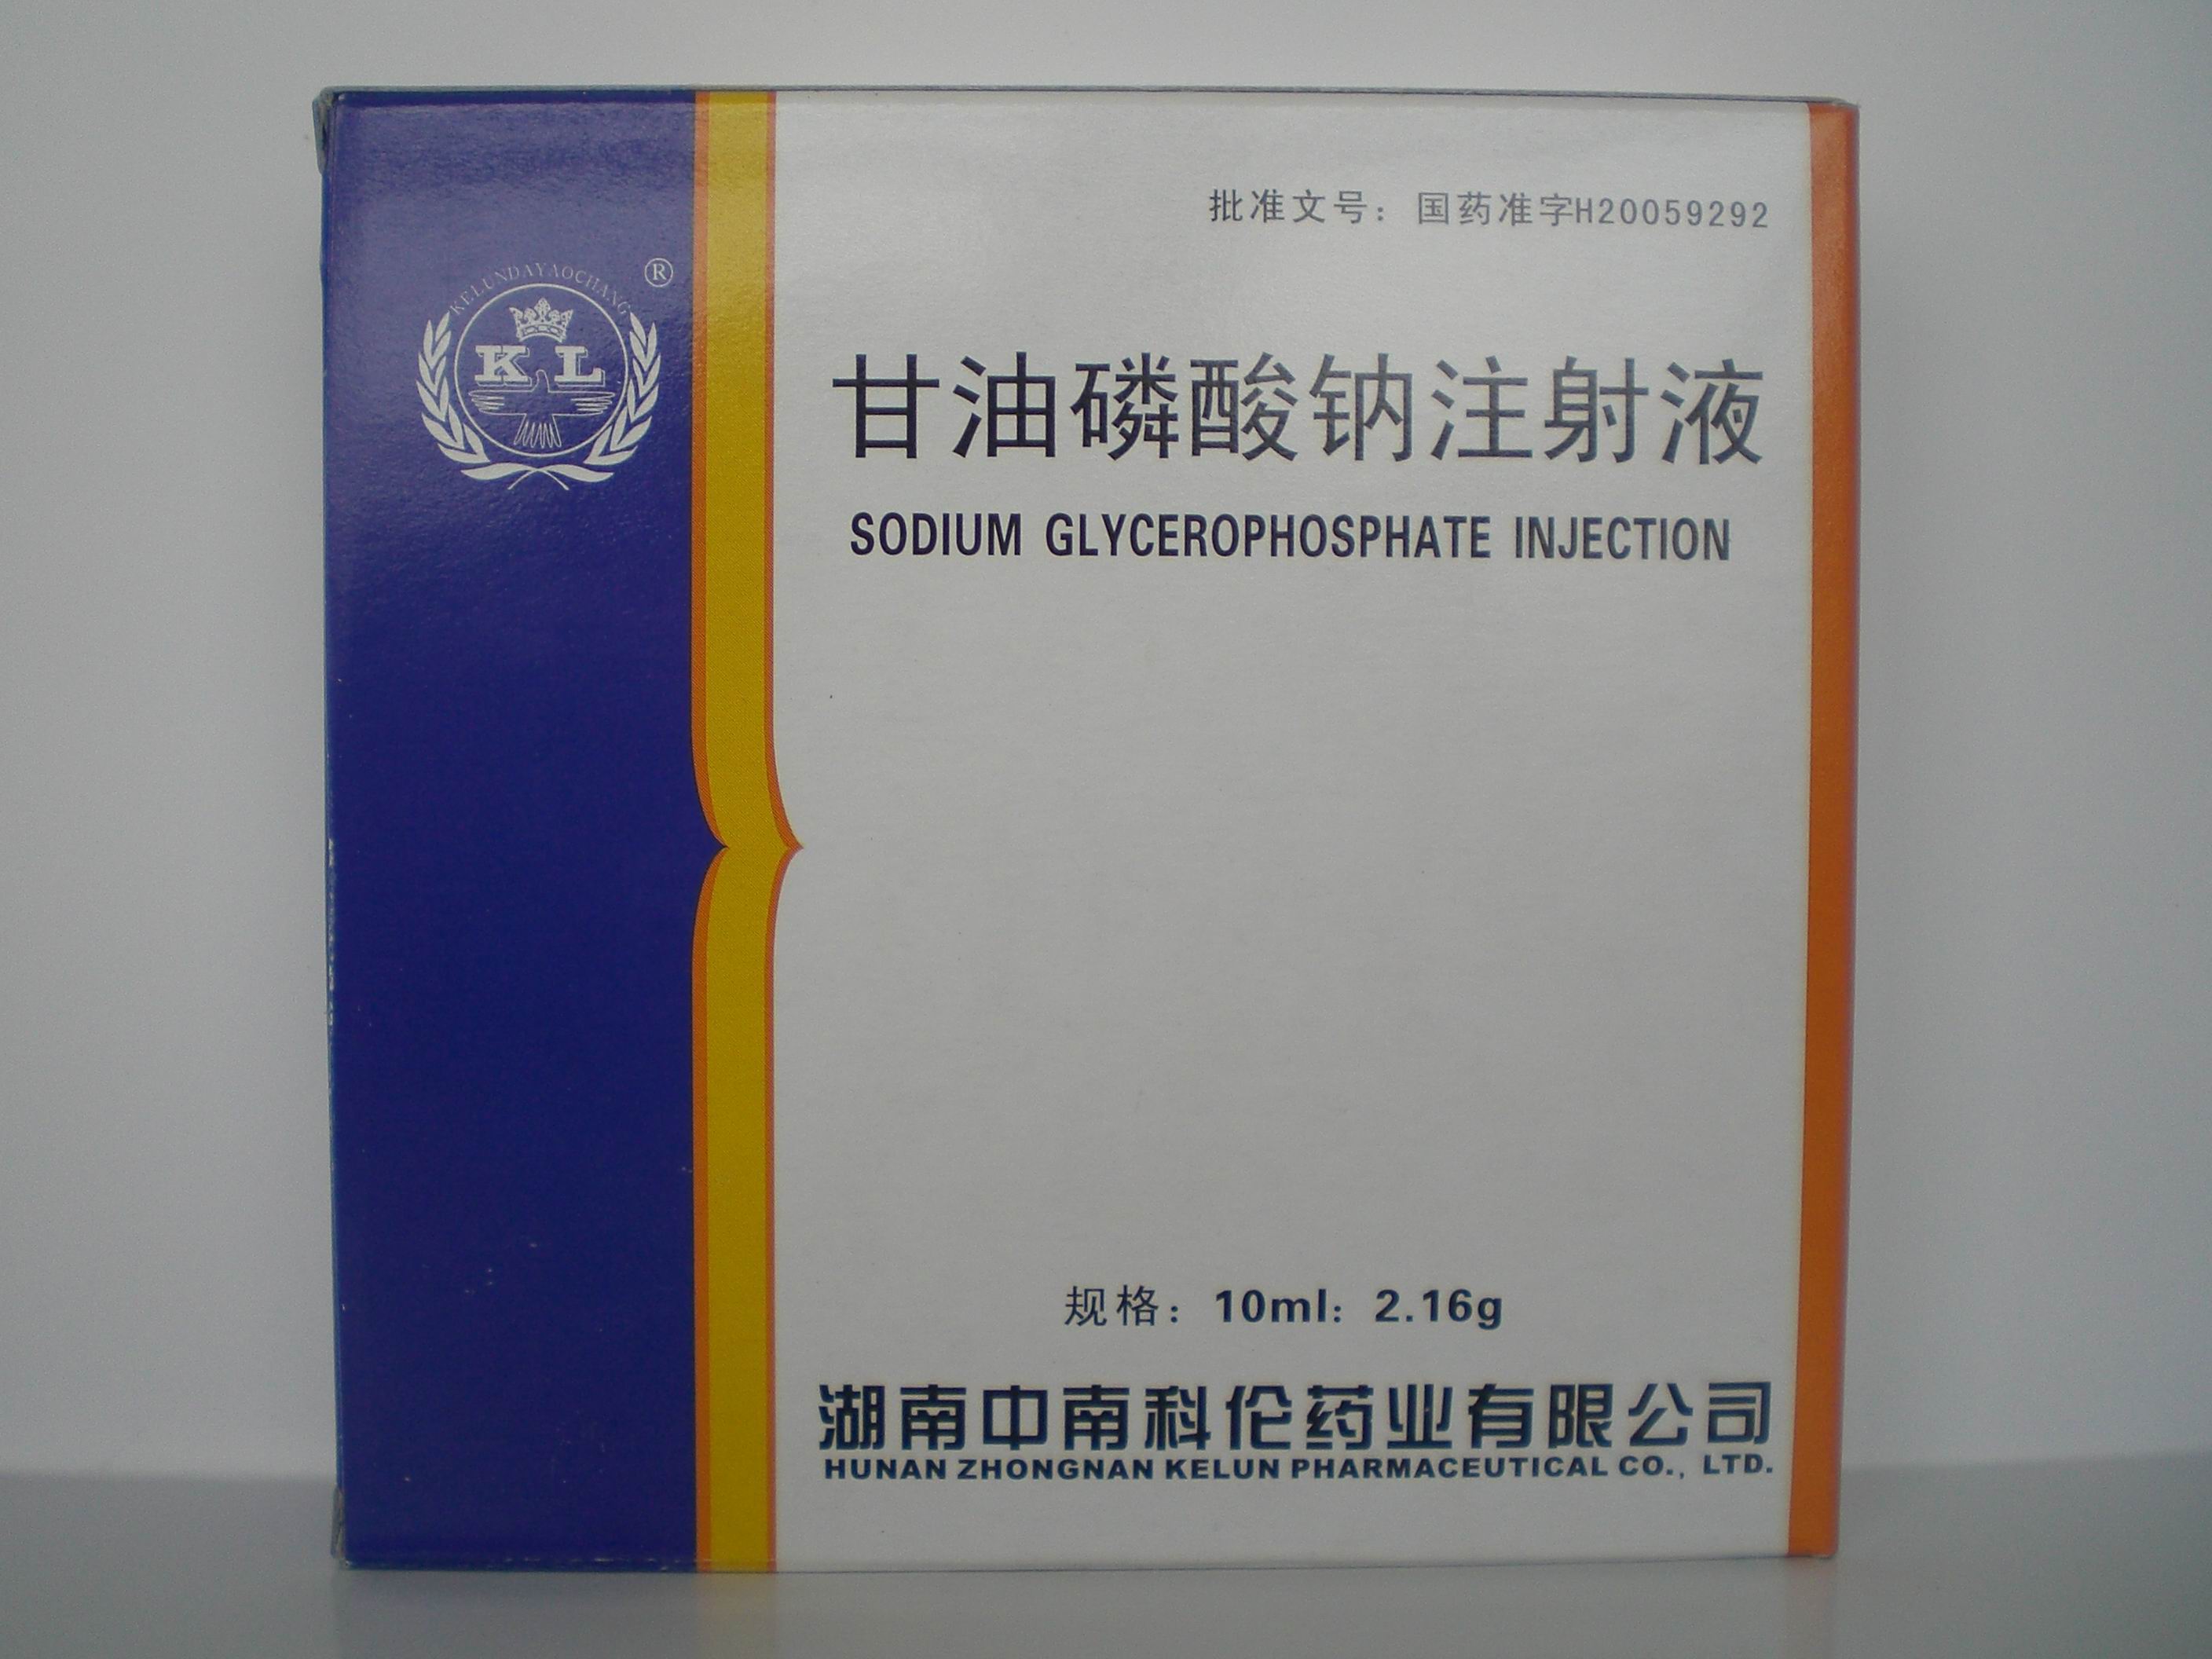 批准文号：国药准字H20059292
KELUNDAYAOCHANG
®
KL
甘油磷酸钠注射液
SODIUM GLYCEROPHOSPHATE INJECTION
规格：10ml：2.16g
湖南中南科伦药业有限公司
HUNAN ZHONGNAN KELUN PHARMACEUTICAL CO., LTD.